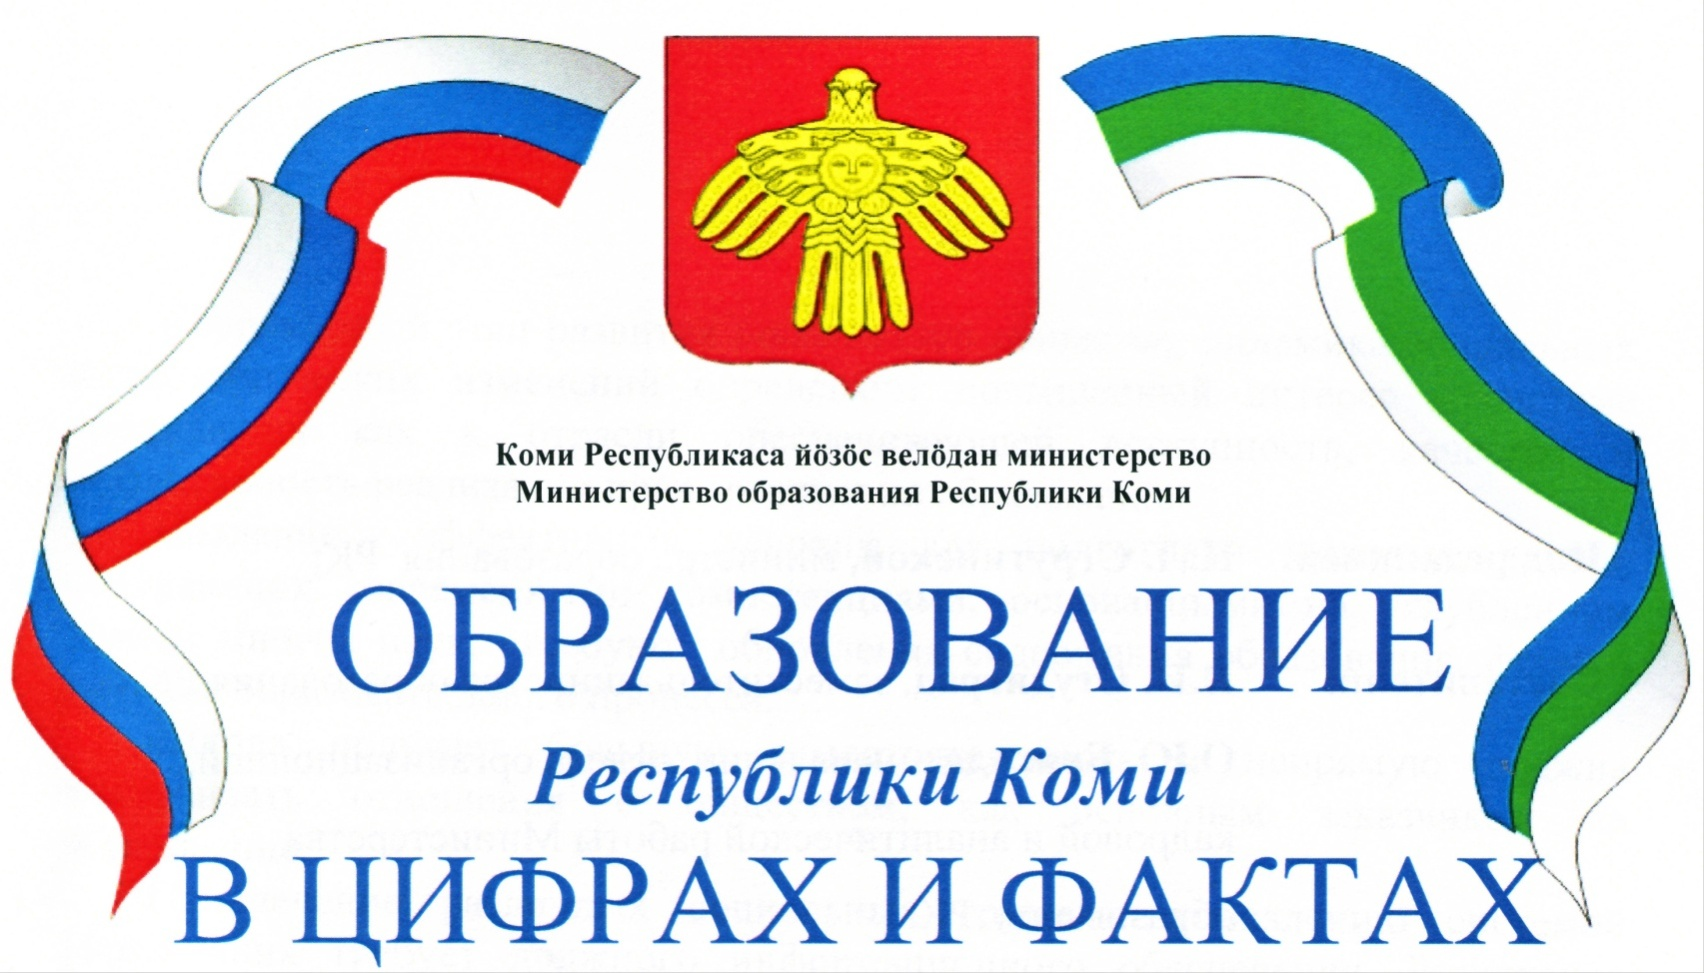 Коми Республикаса йӧзӧс велӧдан министерство
Министерство образования Республики Коми
ОБРАЗОВАНИЕ
Республики Коми
В ЦИФРАХ И ФАКТАХ